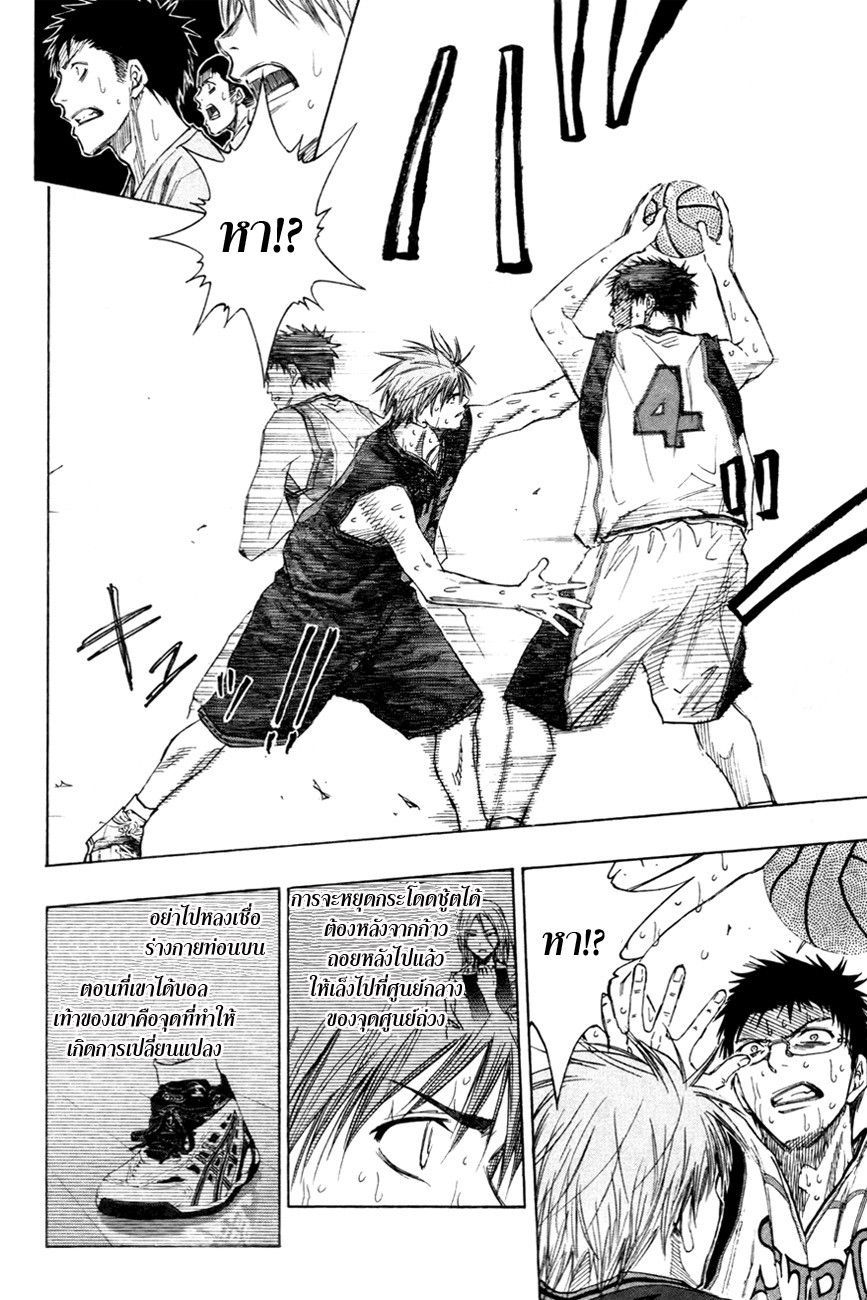 หา!?
4
キュ
หา!?
การจะหยุดกระโดดชู้ตได้
ต้องหลังจากก้าว
ถอยหลังไปแล้ว
ให้เล็งไปที่ศูนย์กลาง
ของจุดศูนย์ถ่วง
อย่าไปหลงเชื่อ
ร่างกายท่อนบน
ตอนที่เขาได้บอล
เท้าของเขาคือจุดที่ทำให้
เกิดการเปลี่ยนแปลง